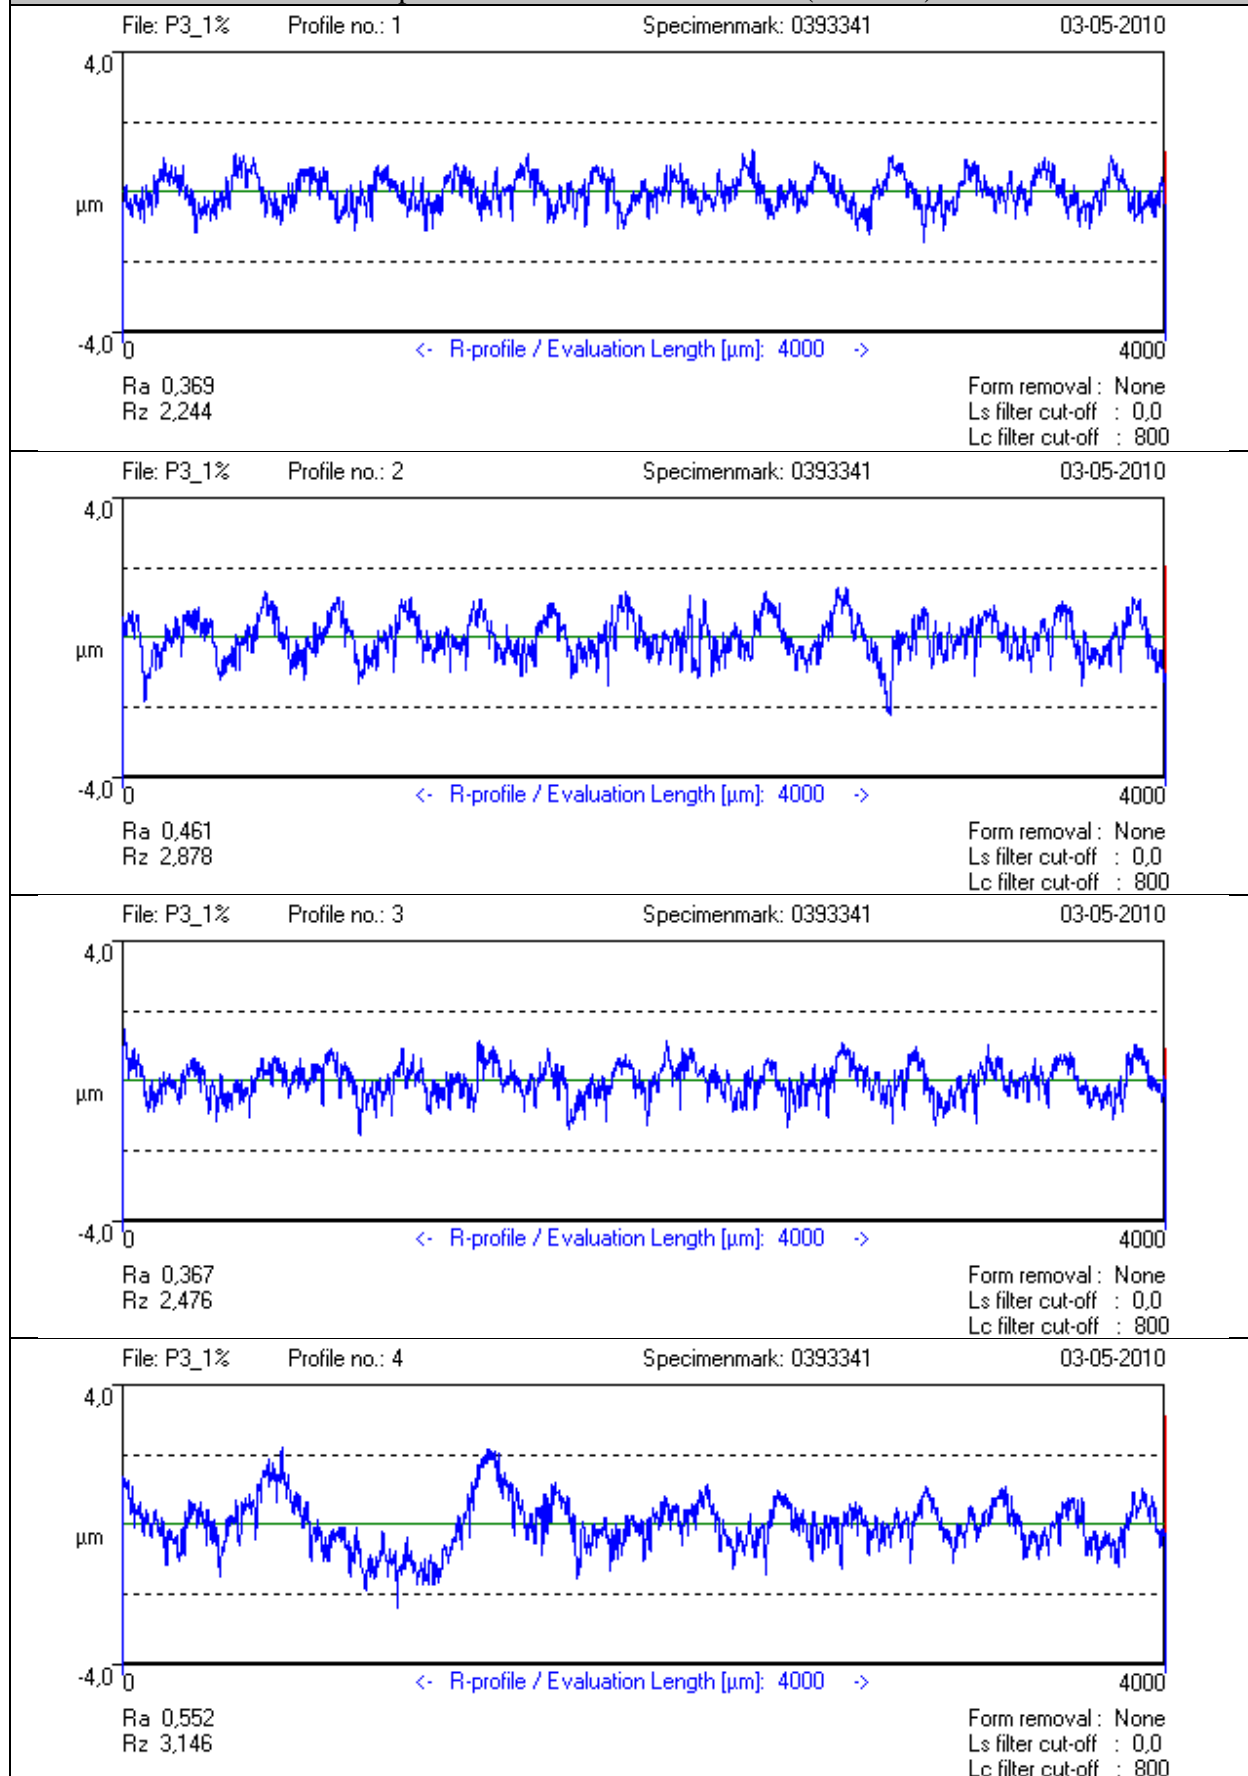 File: P3_1% Profile no.: 1 Specimenmark: 0393341 03-05-2010
4,0
µm
-4,0 0 <- R-profile / Evaluation Length [µm]: 4000 -> 4000
Ra 0,369 Form removal : None
Rz 2,244 Ls filter cut-off : 0,0
Lc filter cut-off : 800
File: P3_1% Profile no.: 2 Specimenmark: 0393341 03-05-2010
4,0
µm
-4,0 0 <- R-profile / Evaluation Length [µm]: 4000 -> 4000
Ra 0,461 Form removal : None
Rz 2,878 Ls filter cut-off : 0,0
Lc filter cut-off : 800
File: P3_1% Profile no.: 3 Specimenmark: 0393341 03-05-2010
4,0
µm
-4,0 0 <- R-profile / Evaluation Length [µm]: 4000 -> 4000
Ra 0,367 Form removal : None
Rz 2,476 Ls filter cut-off : 0,0
Lc filter cut-off : 800
File: P3_1% Profile no.: 4 Specimenmark: 0393341 03-05-2010
4,0
µm
-4,0 0 <- R-profile / Evaluation Length [µm]: 4000 -> 4000
Ra 0,552 Form removal : None
Rz 3,146 Ls filter cut-off : 0,0
Lc filter cut-off : 800